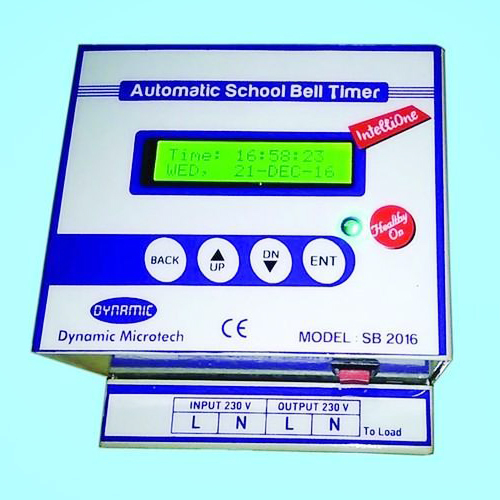 Automatic School Bell Timer
IntelliOne
Time: 16:58:23
WED, 21-DEC-16
Healthy
On
BACK
UP
DN
ENT
DYNAMIC
Dynamic Microtech
CE
MODEL : SB 2016
INPUT 230 V OUTPUT 230 V
L N L N To Load